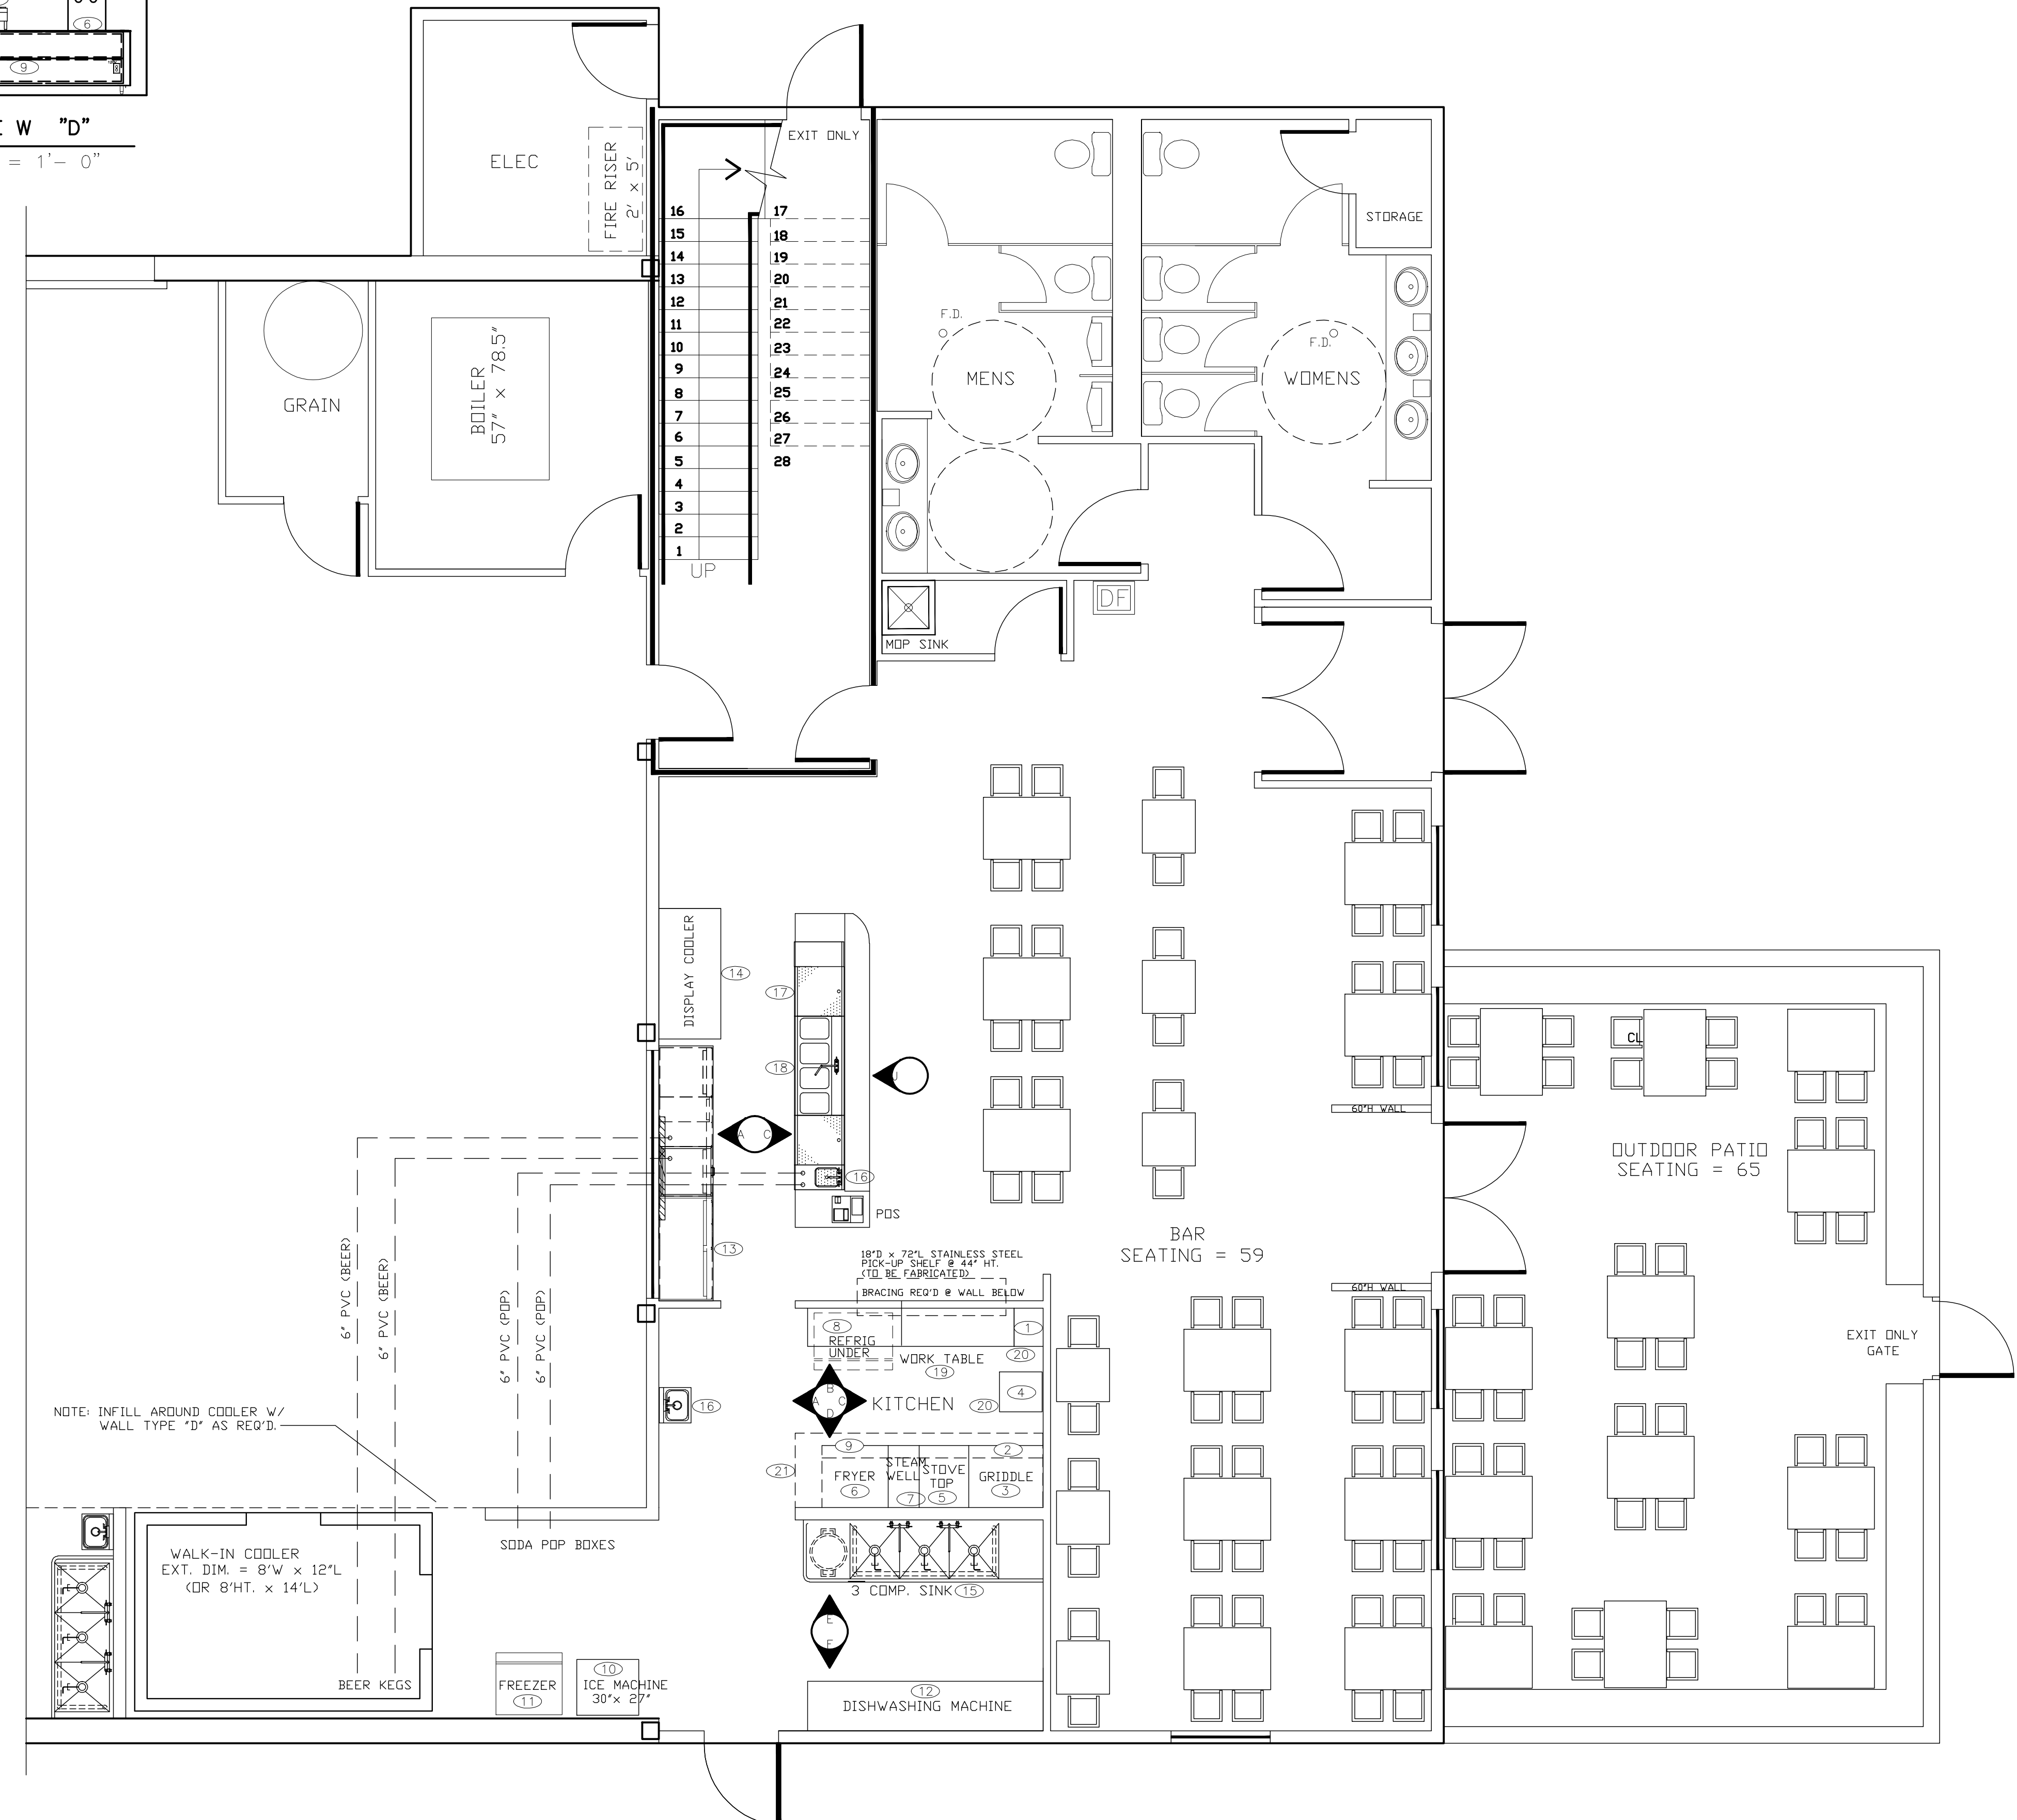 6
9
E W "D"
= 1'- 0"
ELEC
FIRE RISER
2' x 5'
EXIT ONLY
16
15
14
13
12
11
10
9
8
7
6
5
4
3
2
1
UP
17
18
19
20
21
22
23
24
25
26
27
28
STORAGE
F.D.
MENS
F.D.
WOMENS
GRAIN
BOILER
57" x 78.5"
DF
MOP SINK
DISPLAY COOLER
14
17
18
J
A C
16
POS
13
60"H WALL
CL
OUTDOOR PATIO
SEATING = 65
BAR
SEATING = 59
60"H WALL
18"D x 72"L STAINLESS STEEL
PICK-UP SHELF @ 44" HT.
(TO BE FABRICATED)
BRACING REQ'D @ WALL BELOW
6" PVC (BEER)
6" PVC (BEER)
6" PVC (POP)
6" PVC (POP)
8
REFRIG
UNDER
1
20
WORK TABLE
19
4
20
KITCHEN
B
A C
D
16
EXIT ONLY
GATE
NOTE: INFILL AROUND COOLER W/
WALL TYPE "D" AS REQ'D.
9
2
21
FRYER
6
STEAM
WELL
7
STOVE
TOP
5
GRIDDLE
3
SODA POP BOXES
WALK-IN COOLER
EXT. DIM. = 8'W x 12"L
(OR 8'HT. x 14'L)
3 COMP. SINK 15
E
F
BEER KEGS
FREEZER
11
10
ICE MACHINE
30"x 27"
12
DISHWASHING MACHINE